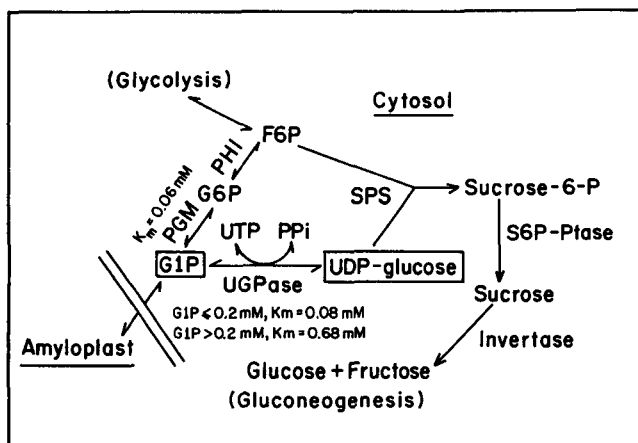 (Glycolysis)
Cytosol
F6P
PHI
G6P
Km = 0.06 mM
PGM
SPS
Sucrose-6-P
UTP
PPi
S6P-Ptase
G1P
UDP-glucose
UGPase
G1P ⩽ 0.2 mM, Km = 0.08 mM
G1P > 0.2 mM, Km = 0.68 mM
Sucrose
Amyloplast
Invertase
Glucose + Fructose
(Gluconeogenesis)